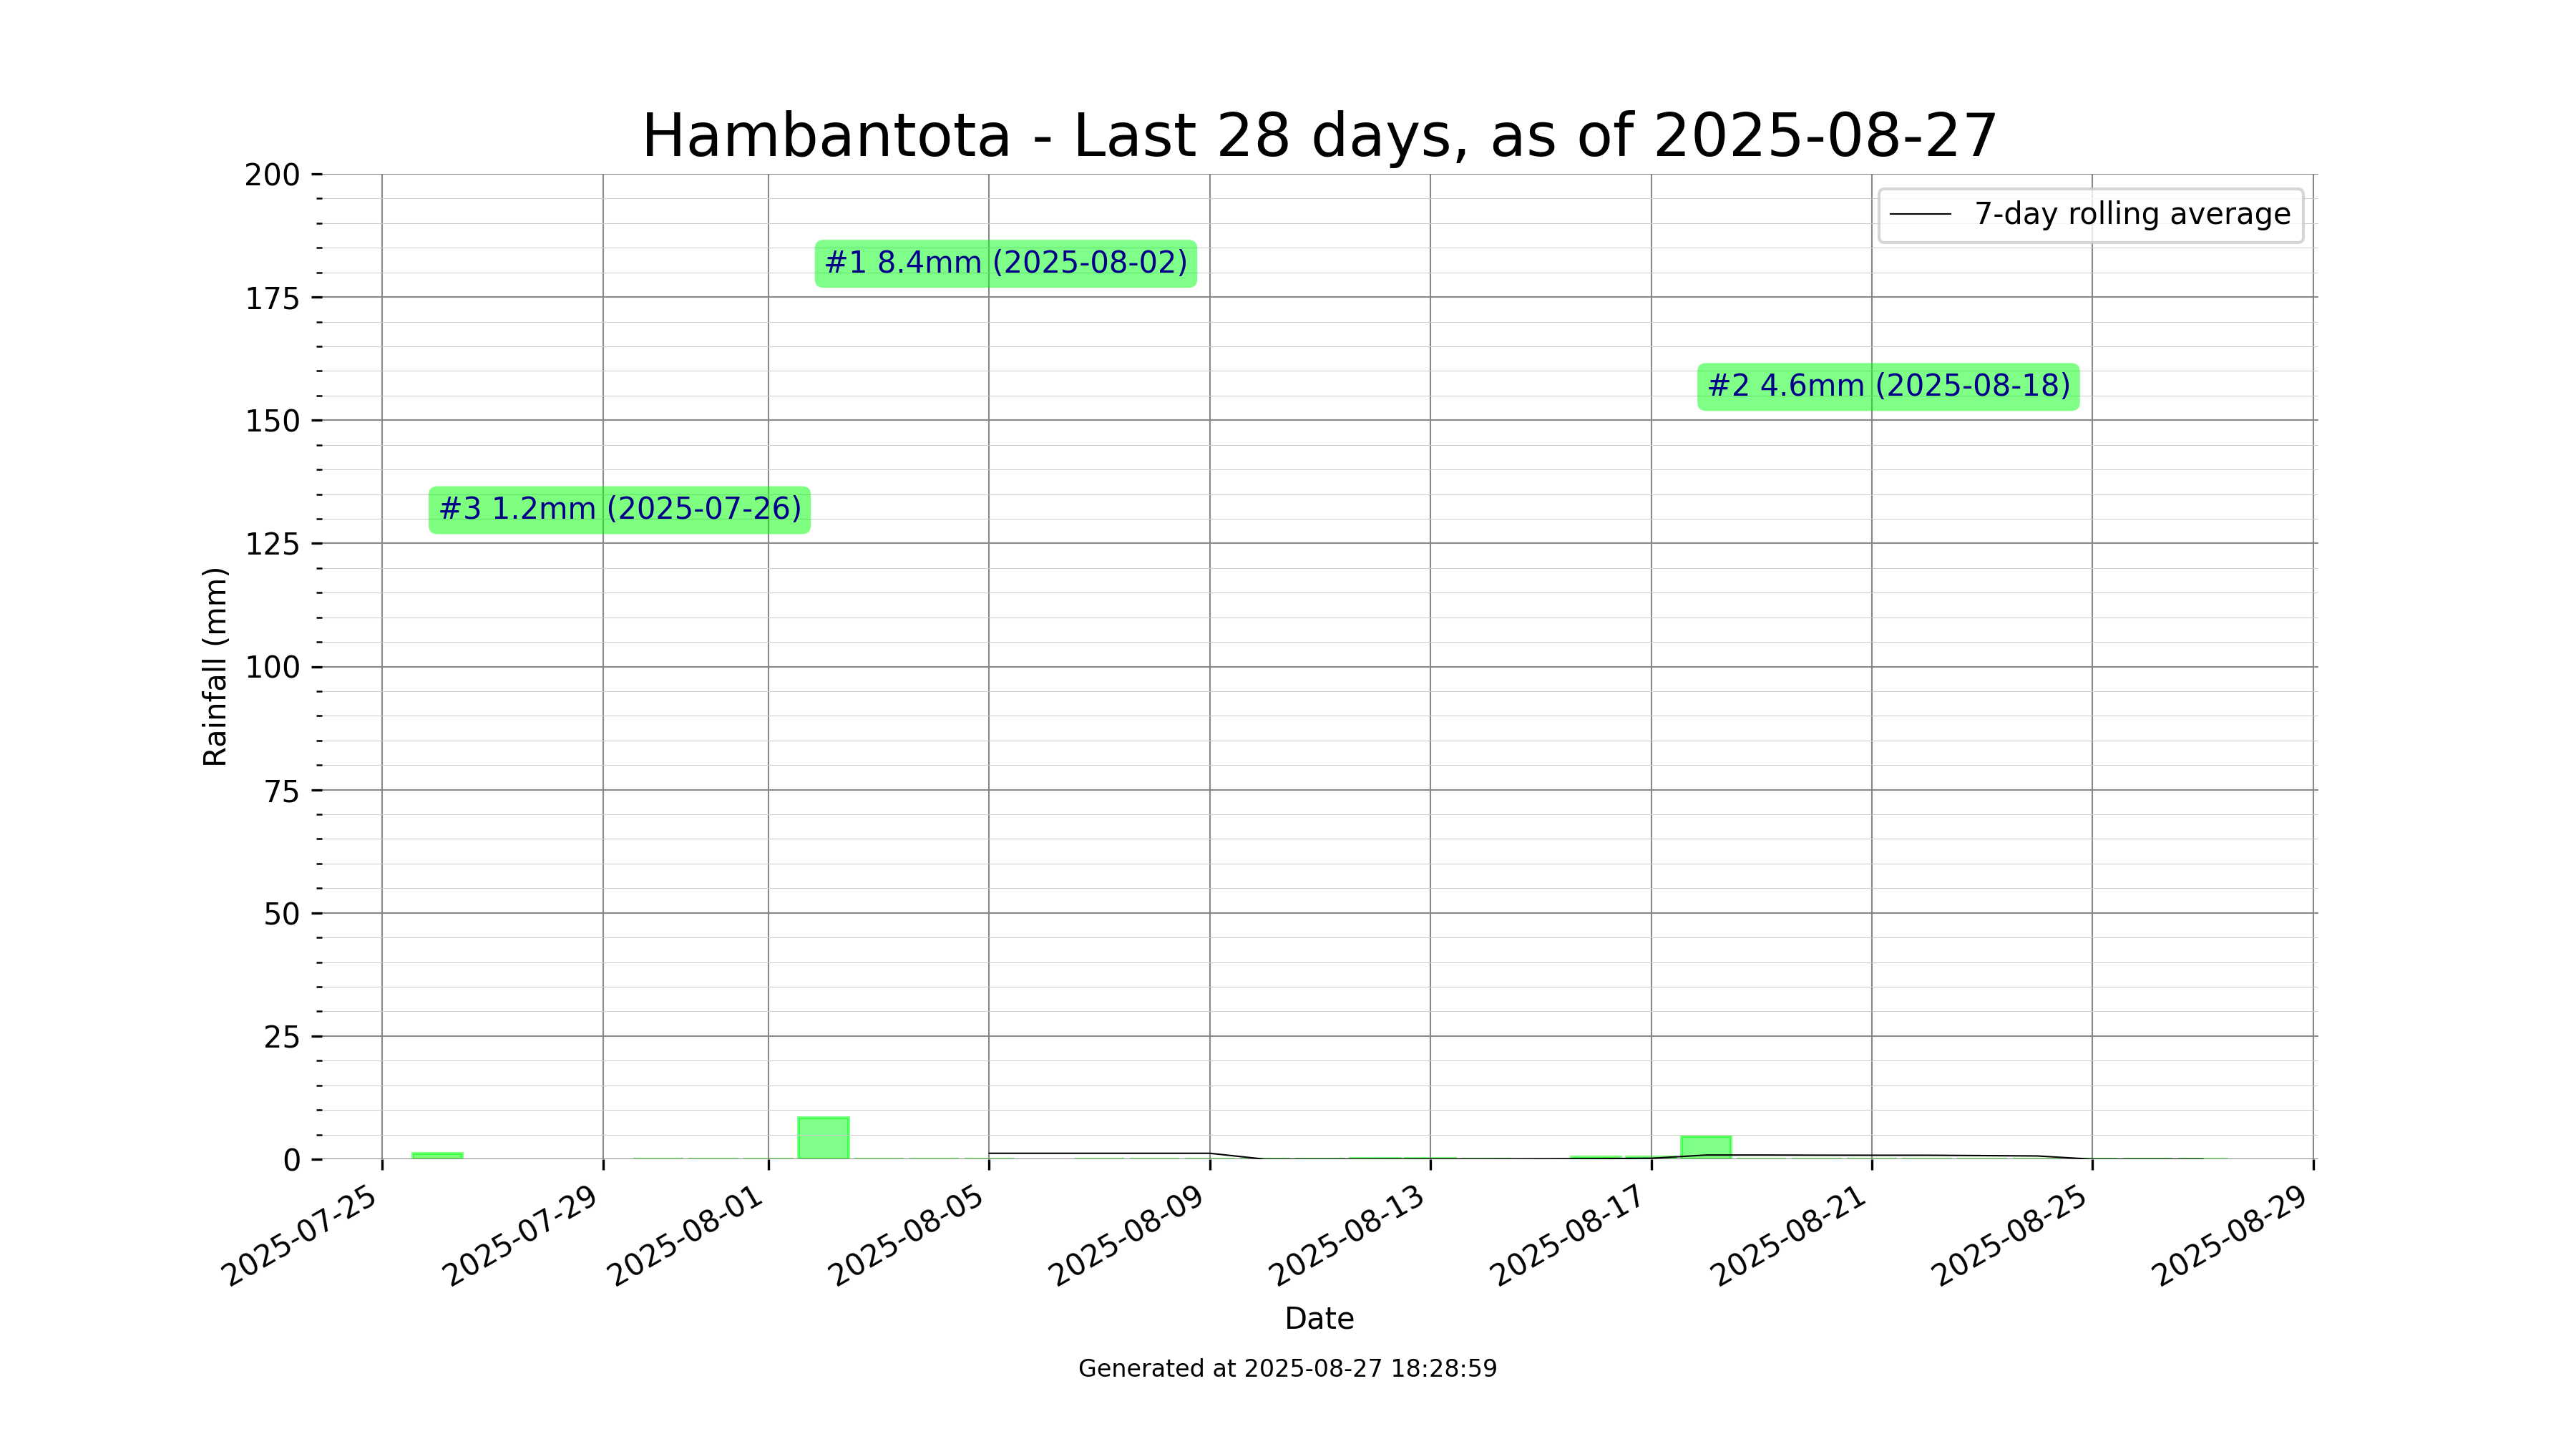 Hambantota - Last 28 days, as of 2025-08-27
7-day rolling average
#1 8.4mm (2025-08-02)
#2 4.6mm (2025-08-18)
#3 1.2mm (2025-07-26)
Rainfall (mm)
200
175
150
125
100
75
50
25
0
2025-07-25
2025-07-29
2025-08-01
2025-08-05
2025-08-09
2025-08-13
2025-08-17
2025-08-21
2025-08-25
2025-08-29
Date
Generated at 2025-08-27 18:28:59